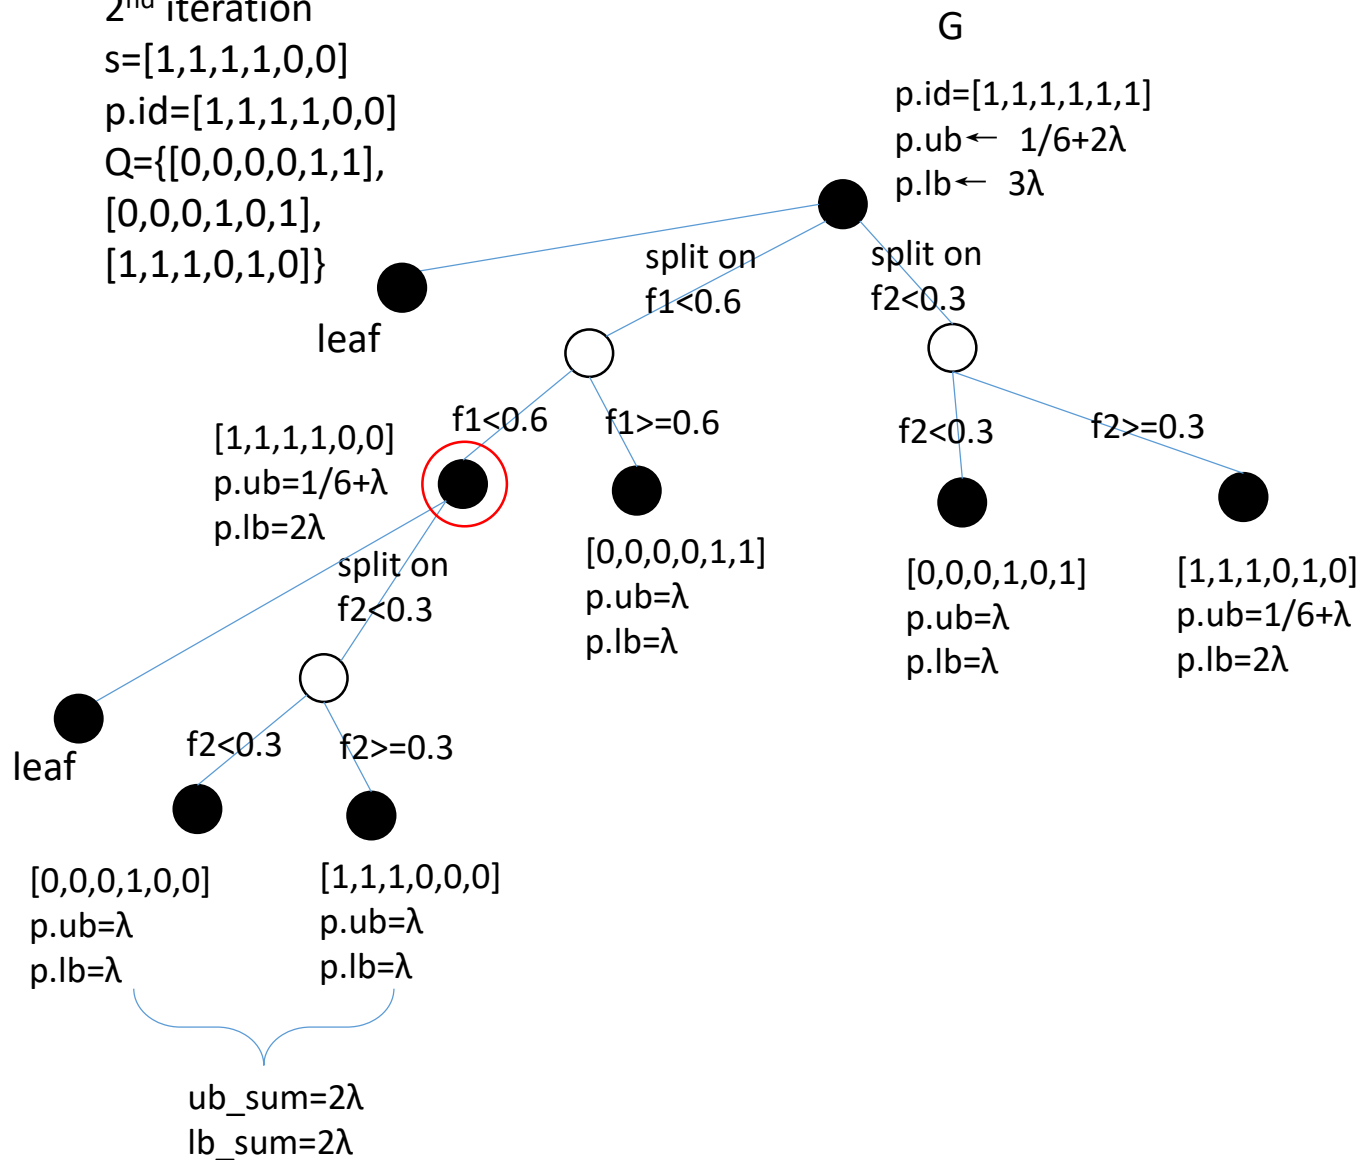 2nd iteration
s=[1,1,1,1,0,0]
p.id=[1,1,1,1,0,0]
Q={[0,0,0,0,1,1],
[0,0,0,1,0,1],
[1,1,1,0,1,0]}
G
p.id=[1,1,1,1,1,1]
p.ub← 1/6+2λ
p.lb← 3λ
leaf
split on
f1<0.6
split on
f2<0.3
f1<0.6
f1>=0.6
f2<0.3
f2>=0.3
[1,1,1,1,0,0]
p.ub=1/6+λ
p.lb=2λ
[0,0,0,0,1,1]
p.ub=λ
p.lb=λ
[0,0,0,1,0,1]
p.ub=λ
p.lb=λ
[1,1,1,0,1,0]
p.ub=1/6+λ
p.lb=2λ
split on
f2<0.3
leaf
f2<0.3
f2>=0.3
[0,0,0,1,0,0]
p.ub=λ
p.lb=λ
[1,1,1,0,0,0]
p.ub=λ
p.lb=λ
ub_sum=2λ
lb_sum=2λ